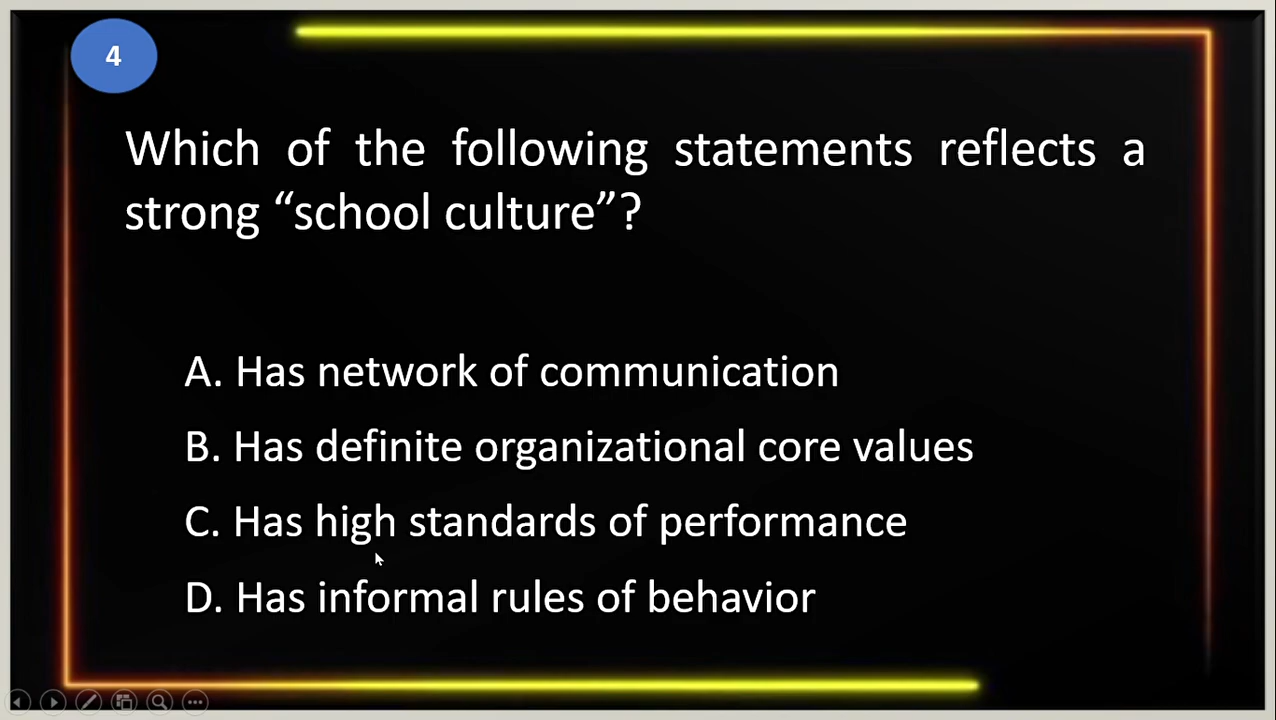 4
Which of the following statements reflects a
strong “school culture”?
A. Has network of communication
B. Has definite organizational core values
C. Has high standards of performance
D. Has informal rules of behavior